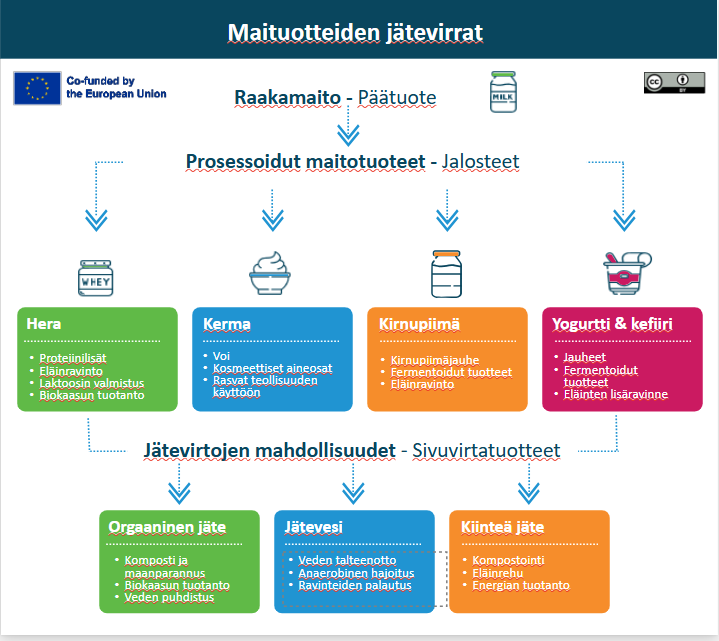 Maituotteiden jätevirrat
Co-funded by
the European Union
Raakamaito - Päätuote
MILK
CC
BY
Prosessoidut maitotuoteet - Jalosteet
WHEY
Hera
• Proteiinilisät
• Eläinravinto
• Laktoosin valmistus
• Biokaasun tuotanto
Kerma
• Voi
• Kosmeettiset aineosat
• Rasvat teollisuuden
käyttöön
Kirnupiimä
• Kirnupiimäjauhe
• Fermentoidut tuotteet
• Eläinravinto
Yogurtti & kefiiri
• Jauheet
• Fermentoidut
tuotteet
• Eläinten lisäravinne
Jätevirtojen mahdollisuudet - Sivuvirtatuotteet
Orgaaninen jäte
• Komposti ja
maanparannus
• Biokaasun tuotanto
• Veden puhdistus
Jätevesi
• Veden talteenotto
• Anaerobinen hajoitus
• Ravinteiden palautus
Kiinteä jäte
• Kompostointi
• Eläinrehu
• Energian tuotanto